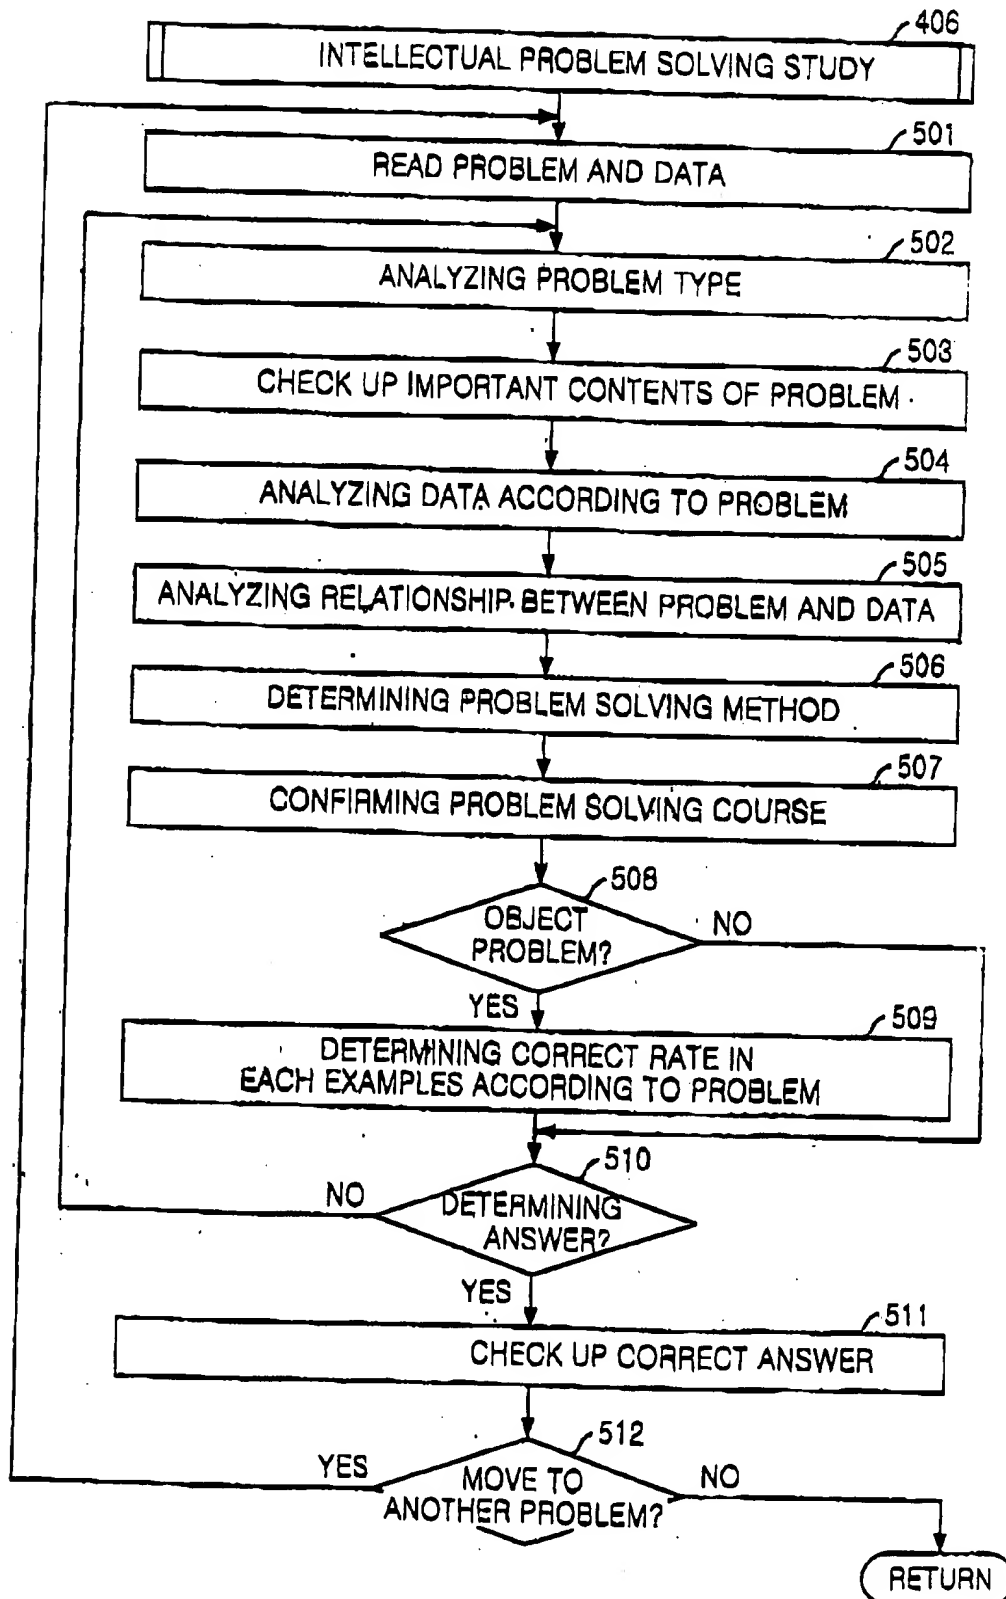 406
INTELLECTUAL PROBLEM SOLVING STUDY
501
READ PROBLEM AND DATA
502
ANALYZING PROBLEM TYPE
503
CHECK UP IMPORTANT CONTENTS OF PROBLEM
504
ANALYZING DATA ACCORDING TO PROBLEM
505
ANALYZING RELATIONSHIP BETWEEN PROBLEM AND DATA
506
DETERMINING PROBLEM SOLVING METHOD
507
CONFIRMING PROBLEM SOLVING COURSE
508
OBJECT
PROBLEM?
NO
YES
509
DETERMINING CORRECT RATE IN
EACH EXAMPLES ACCORDING TO PROBLEM
510
NO
DETERMINING
ANSWER?
YES
511
CHECK UP CORRECT ANSWER
512
YES
MOVE TO
ANOTHER PROBLEM?
NO
RETURN